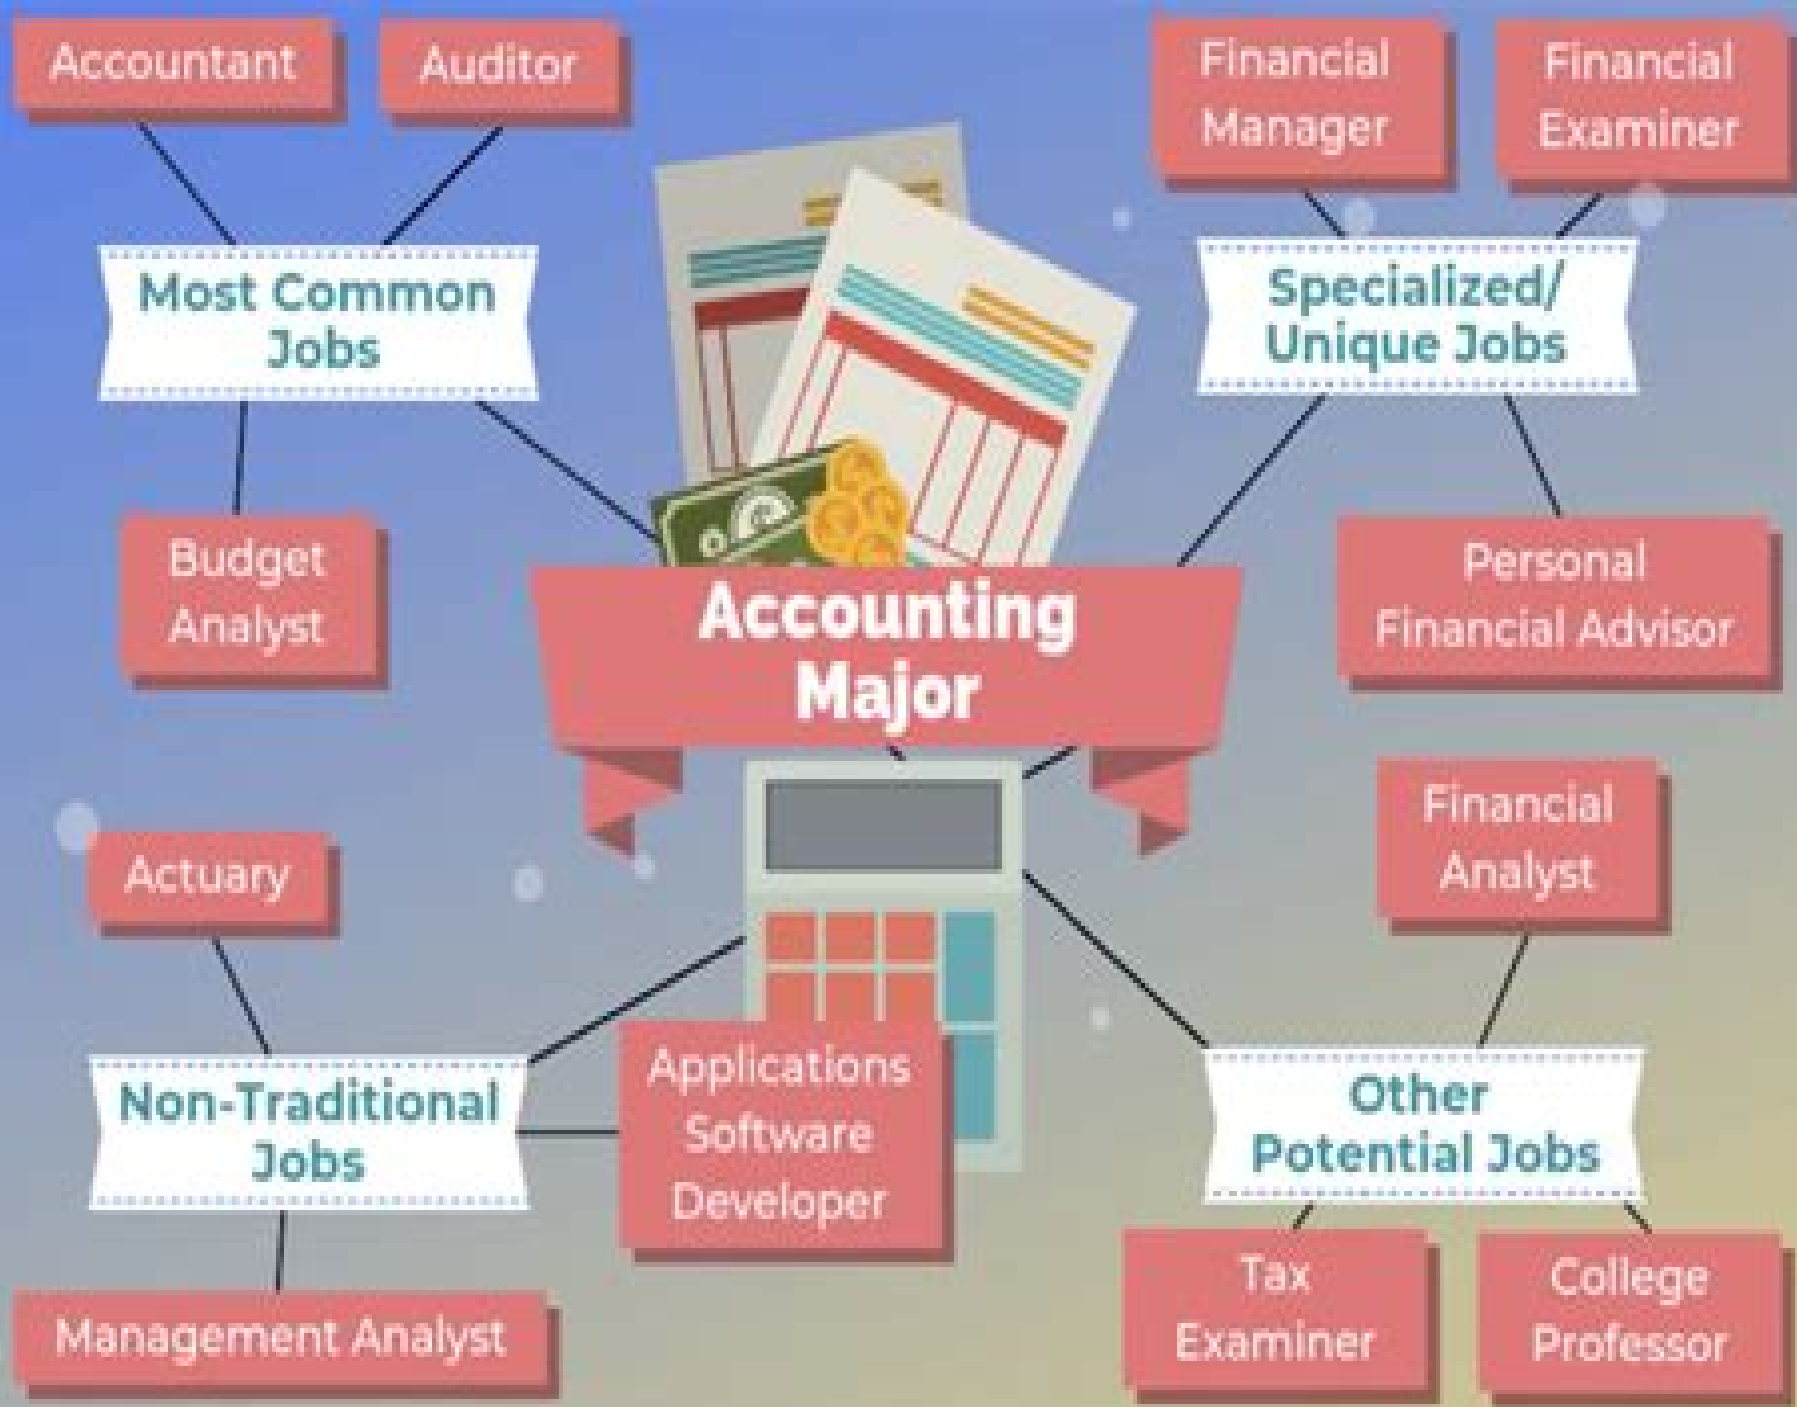 Accountant
Auditor
Most Common
Jobs
Budget
Analyst
Financial
Manager
Financial
Examiner
Specialized/
Unique Jobs
Personal
Financial Advisor
Accounting
Major
Actuary
Non-Traditional
Jobs
Applications
Software
Developer
Management Analyst
Financial
Analyst
Other
Potential Jobs
Tax
Examiner
College
Professor